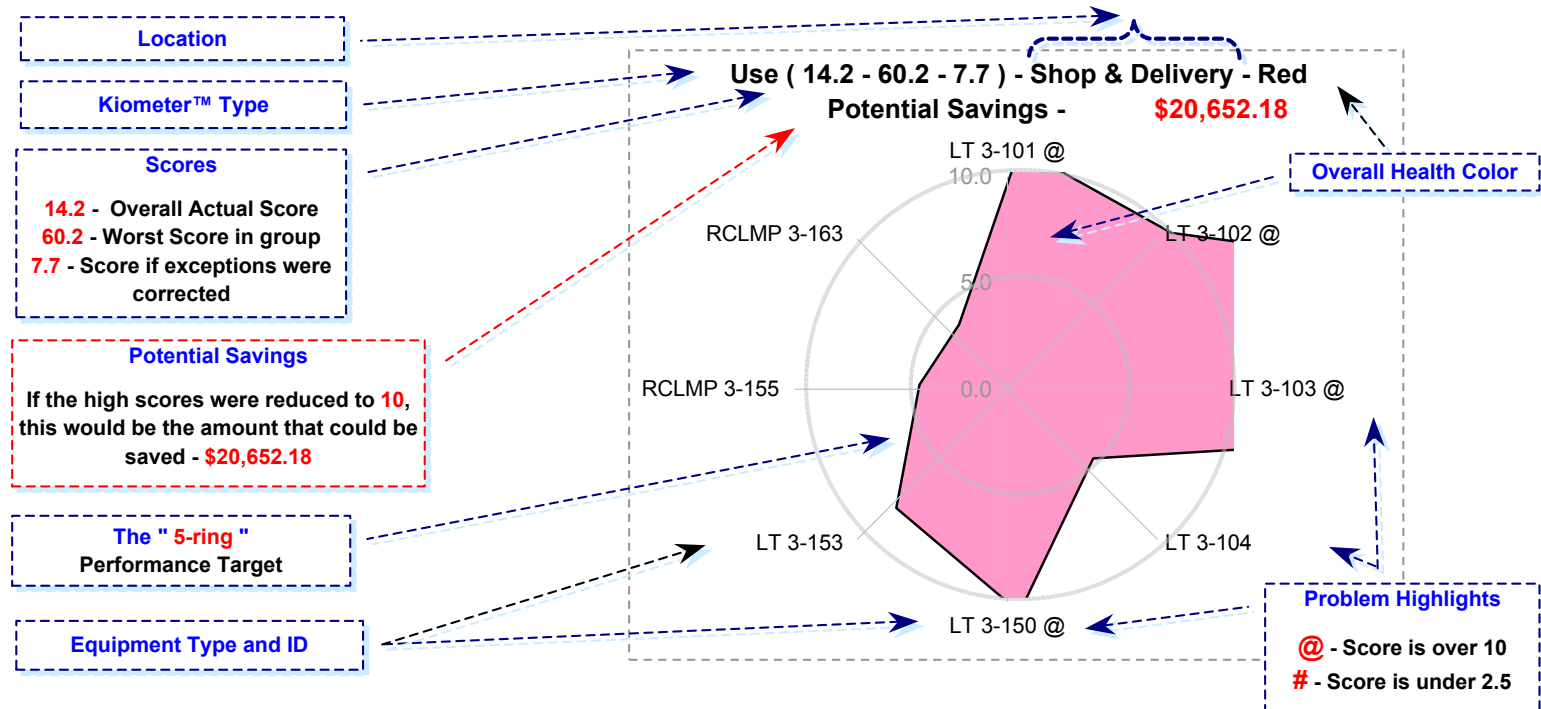 Location
Kiometer™ Type
Scores
14.2 - Overall Actual Score
60.2 - Worst Score in group
7.7 - Score if exceptions were
corrected
Potential Savings
If the high scores were reduced to 10,
this would be the amount that could be
saved - $20,652.18
The " 5-ring "
Performance Target
Equipment Type and ID
Use ( 14.2 - 60.2 - 7.7 ) - Shop & Delivery - Red
Potential Savings - $20,652.18
LT 3-101 @
10.0
RCLMP 3-163
LT 3-102 @
5.0
RCLMP 3-155
0.0
LT 3-103 @
LT 3-153
LT 3-104
LT 3-150 @
Overall Health Color
Problem Highlights
@ - Score is over 10
# - Score is under 2.5